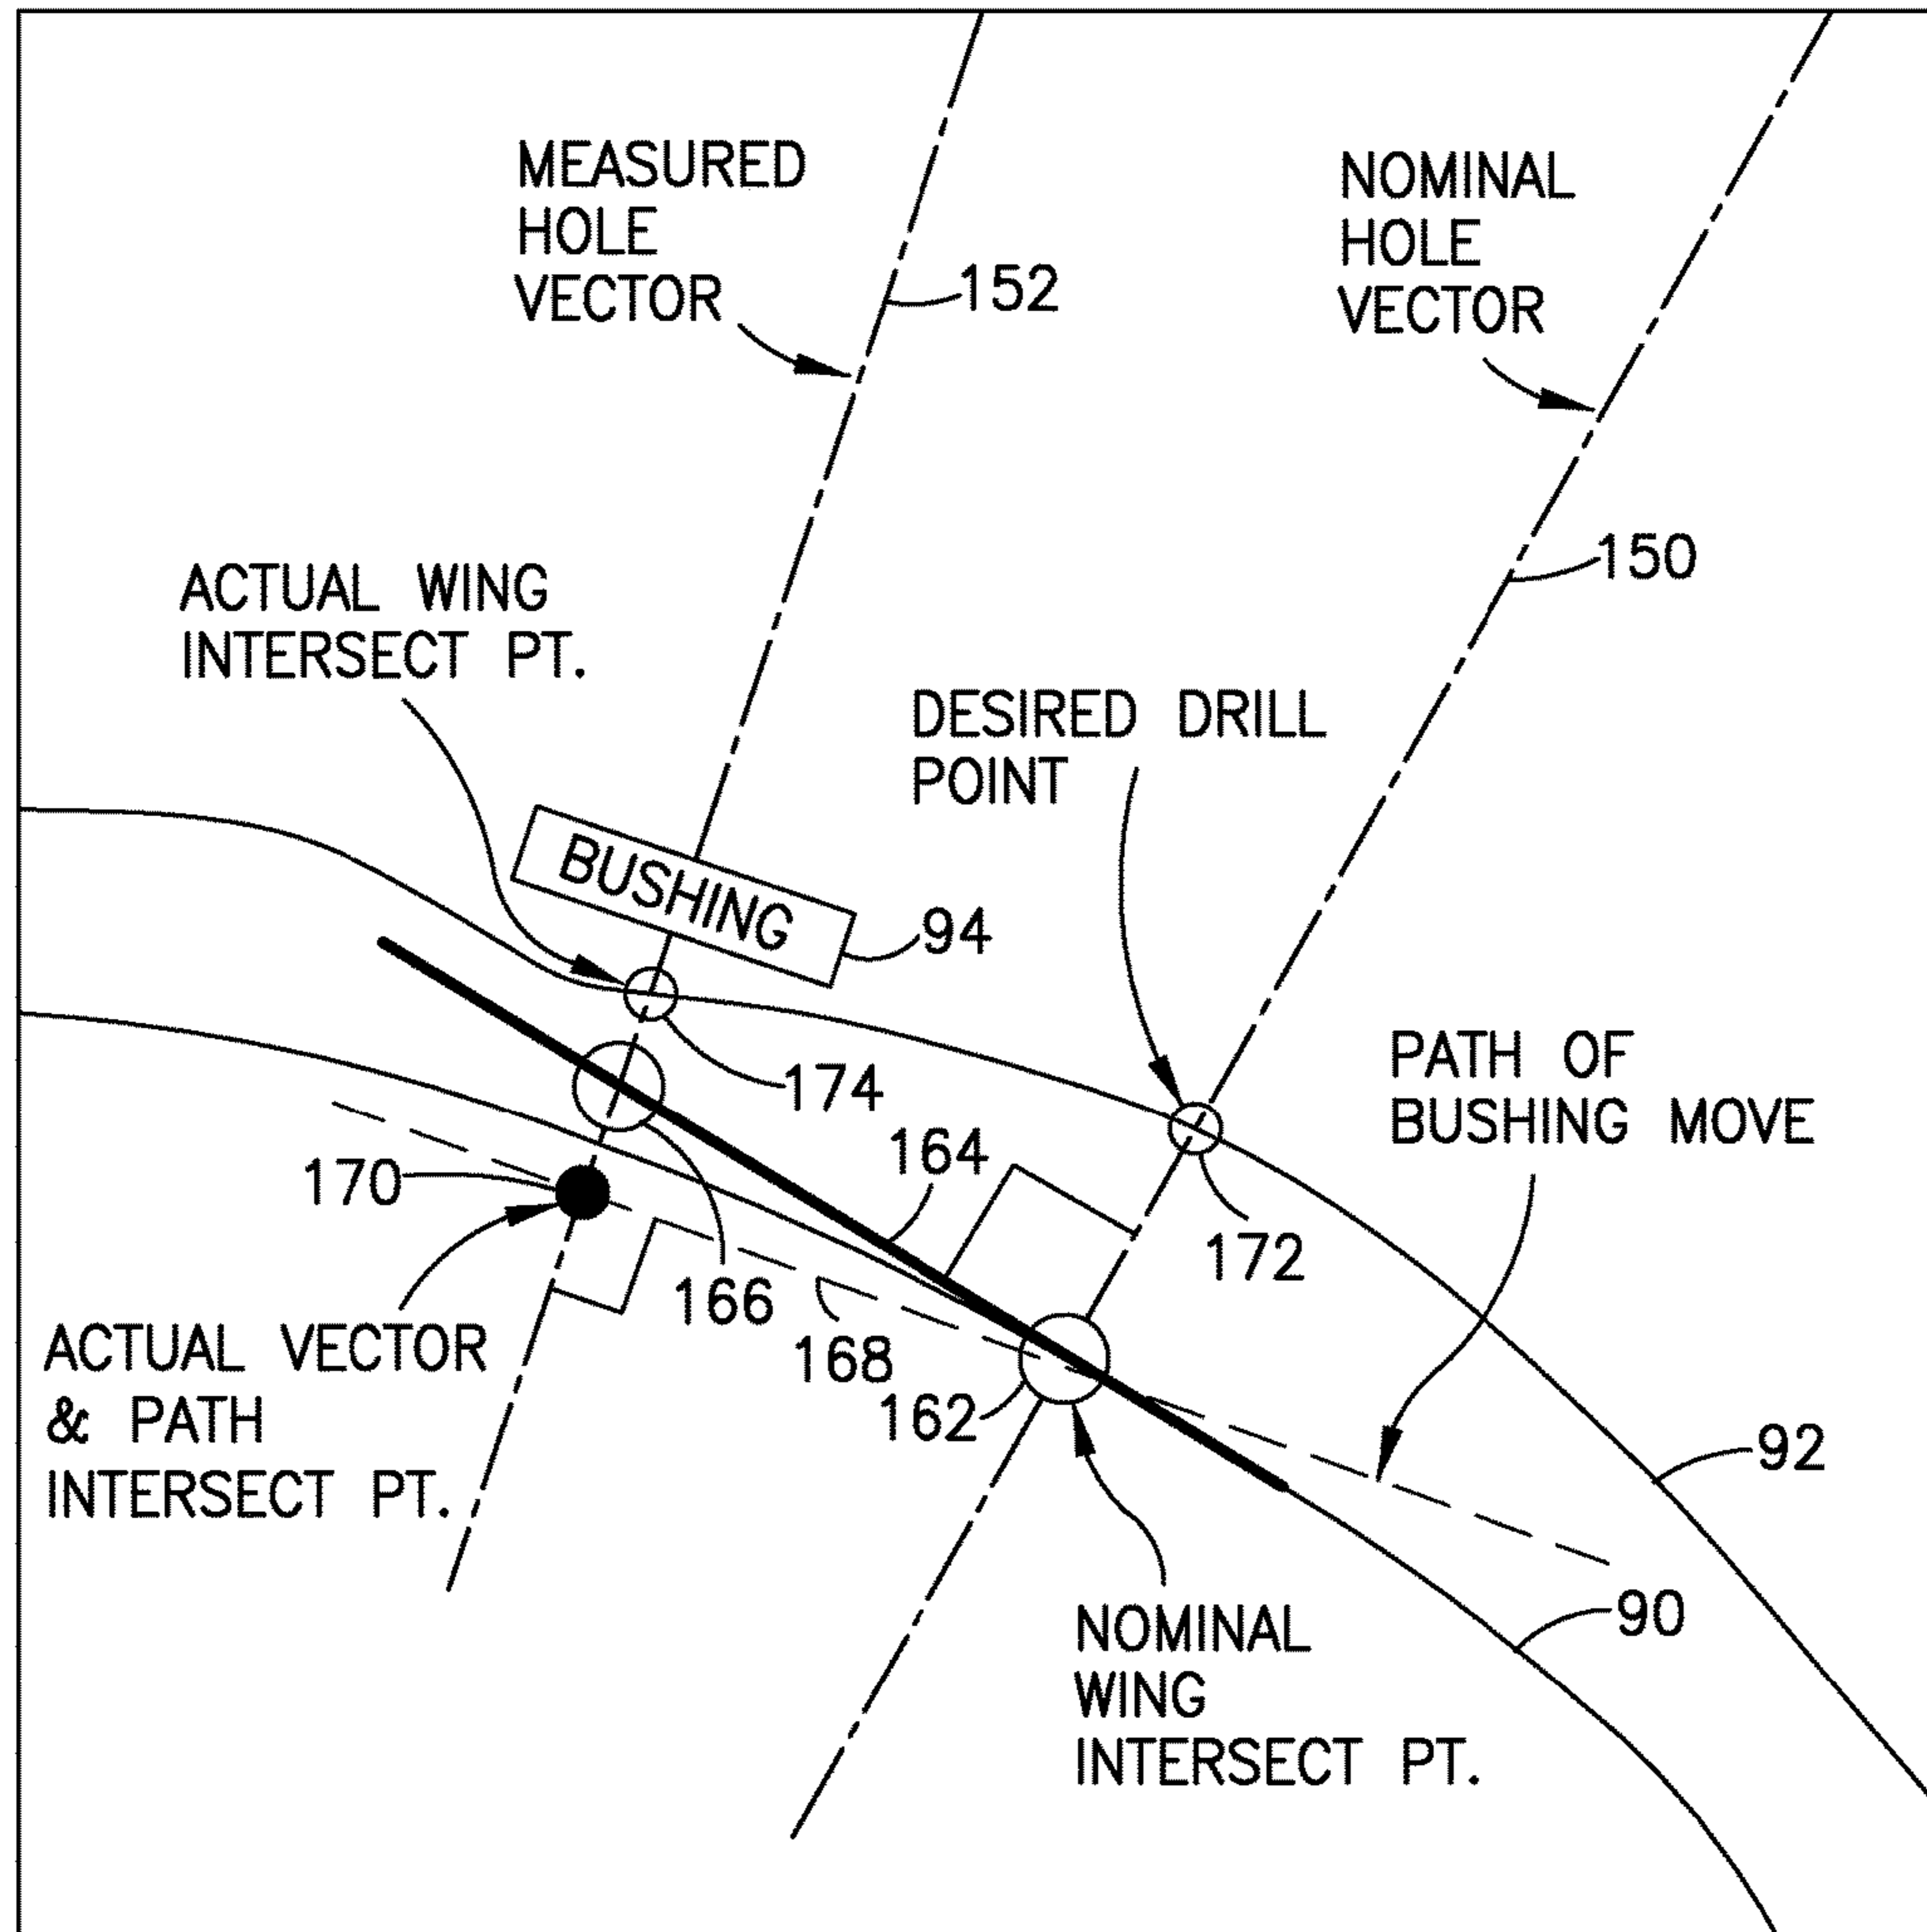 MEASURED
HOLE
VECTOR
152
NOMINAL
HOLE
VECTOR
150
ACTUAL WING
INTERSECT PT.
DESIRED DRILL
POINT
BUSHING
94
174
PATH OF
BUSHING MOVE
164
170
172
166
168
162
ACTUAL VECTOR
& PATH
INTERSECT PT.
92
90
NOMINAL
WING
INTERSECT PT.